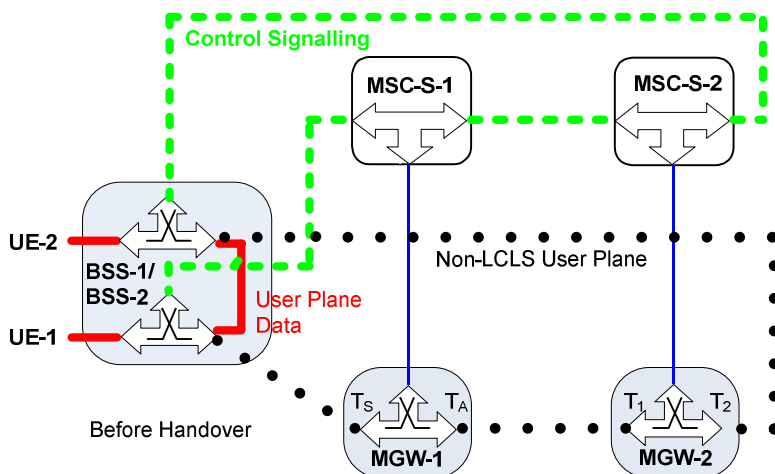 Control Signalling
MSC-S-1
MSC-S-2
UE-2
Non-LCLS User Plane
BSS-1/
BSS-2
User Plane
Data
UE-1
TS
TA
T1
T2
Before Handover
MGW-1
MGW-2